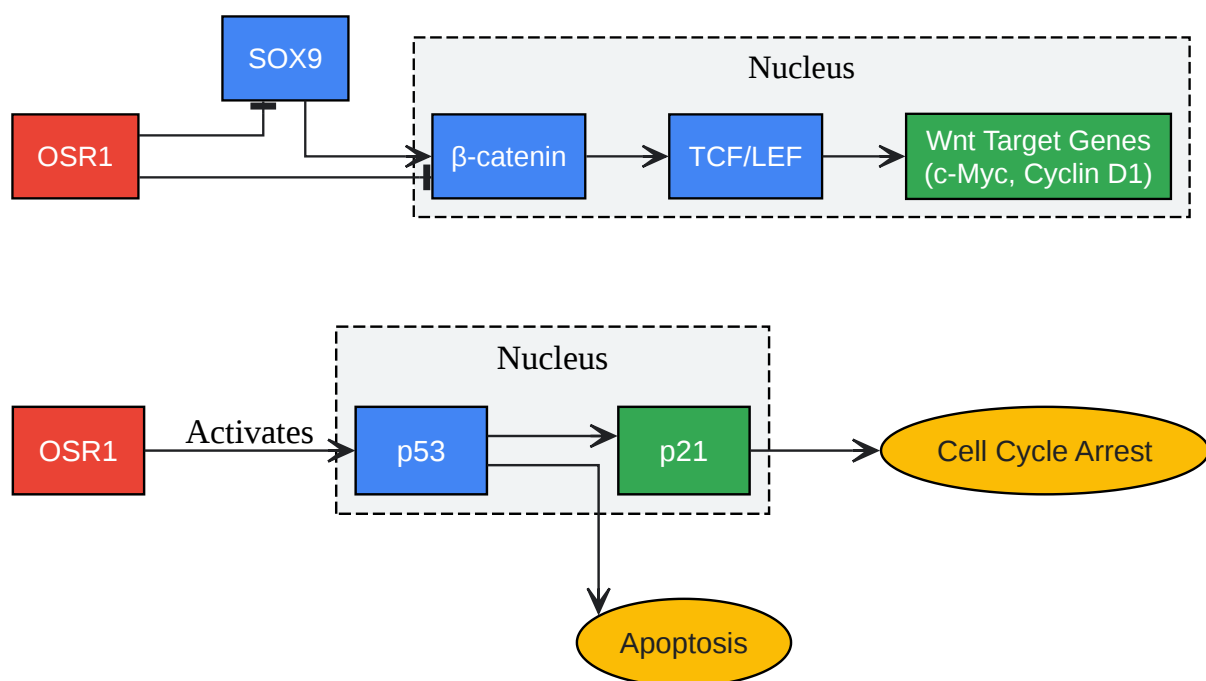 SOX9
Nucleus
OSR1
β-catenin
TCF/LEF
Wnt Target Genes
(c-Myc, Cyclin D1)
Nucleus
OSR1
Activates
p53
p21
Cell Cycle Arrest
Apoptosis